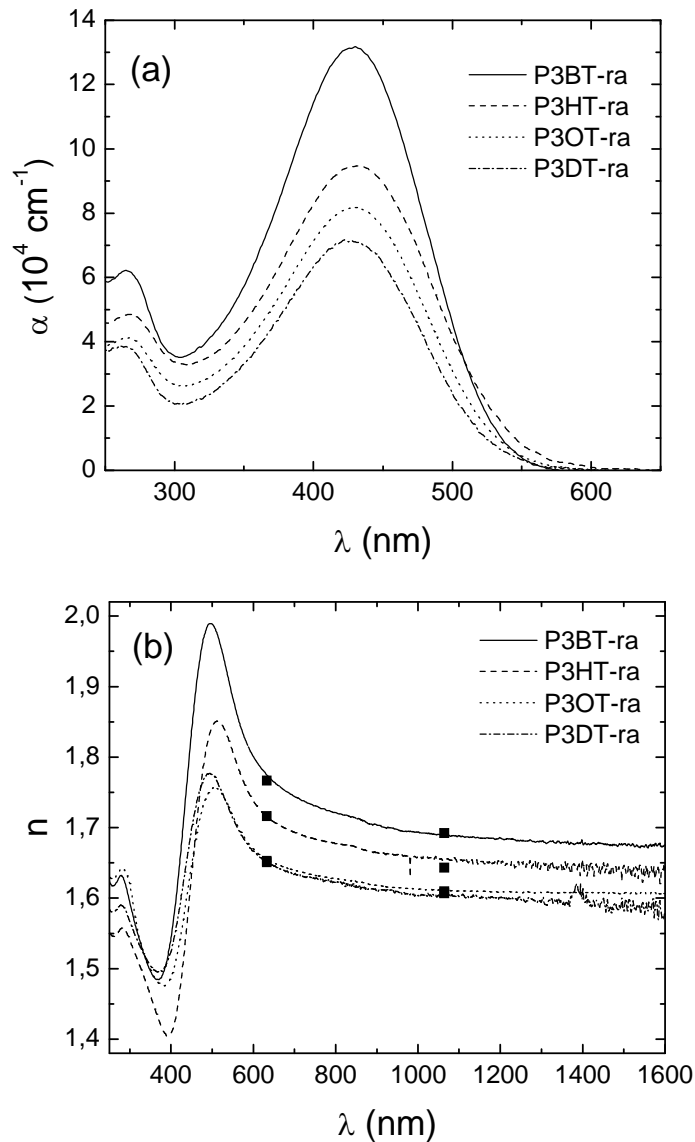 14
12
10
8
6
4
2
0
α (10⁴ cm⁻¹)
(a)
P3BT-ra
P3HT-ra
P3OT-ra
P3DT-ra
300 400 500 600
λ (nm)
2,0
1,9
1,8
1,7
1,6
1,5
1,4
n
(b)
P3BT-ra
P3HT-ra
P3OT-ra
P3DT-ra
400 600 800 1000 1200 1400 1600
λ (nm)